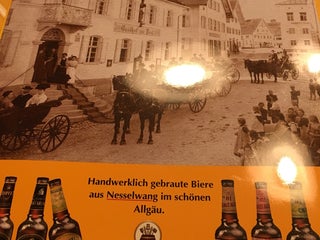 Handwerklich gebraute Biere
aus Nesselwang im schönen
Allgäu.